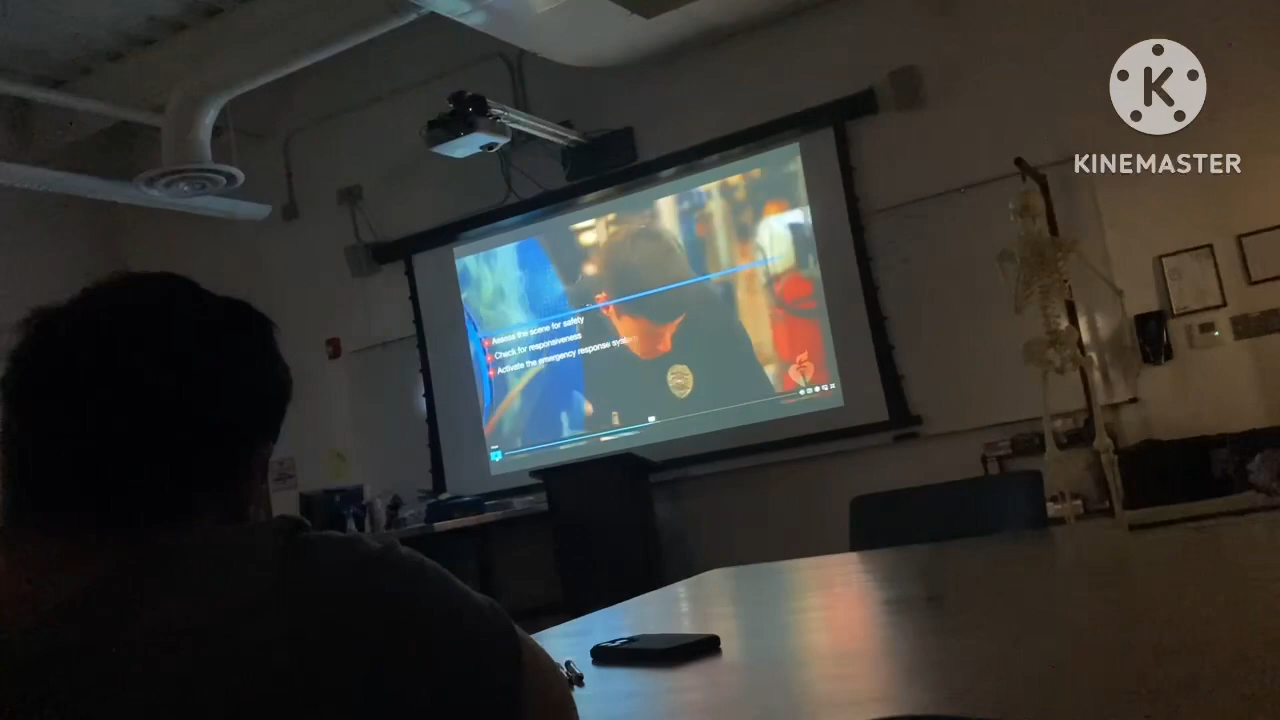 KINEMASTER
Assess the scene for safety
Check for responsiveness
Activate the emergency response system